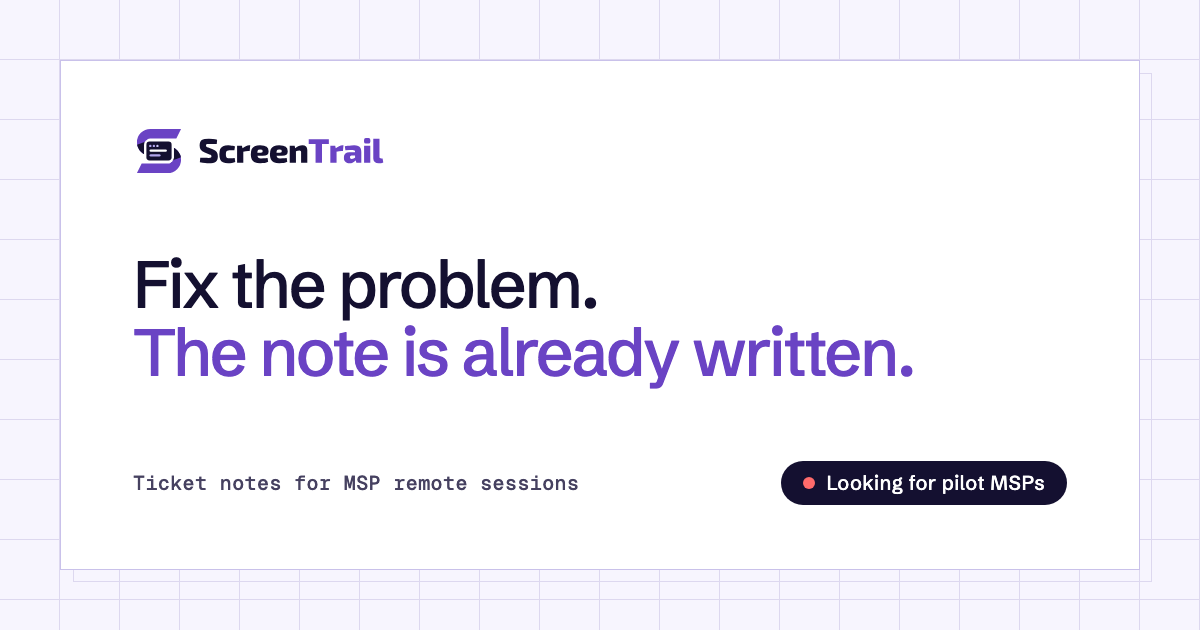 ScreenTrail
Fix the problem.
The note is already written.
Ticket notes for MSP remote sessions
Looking for pilot MSPs